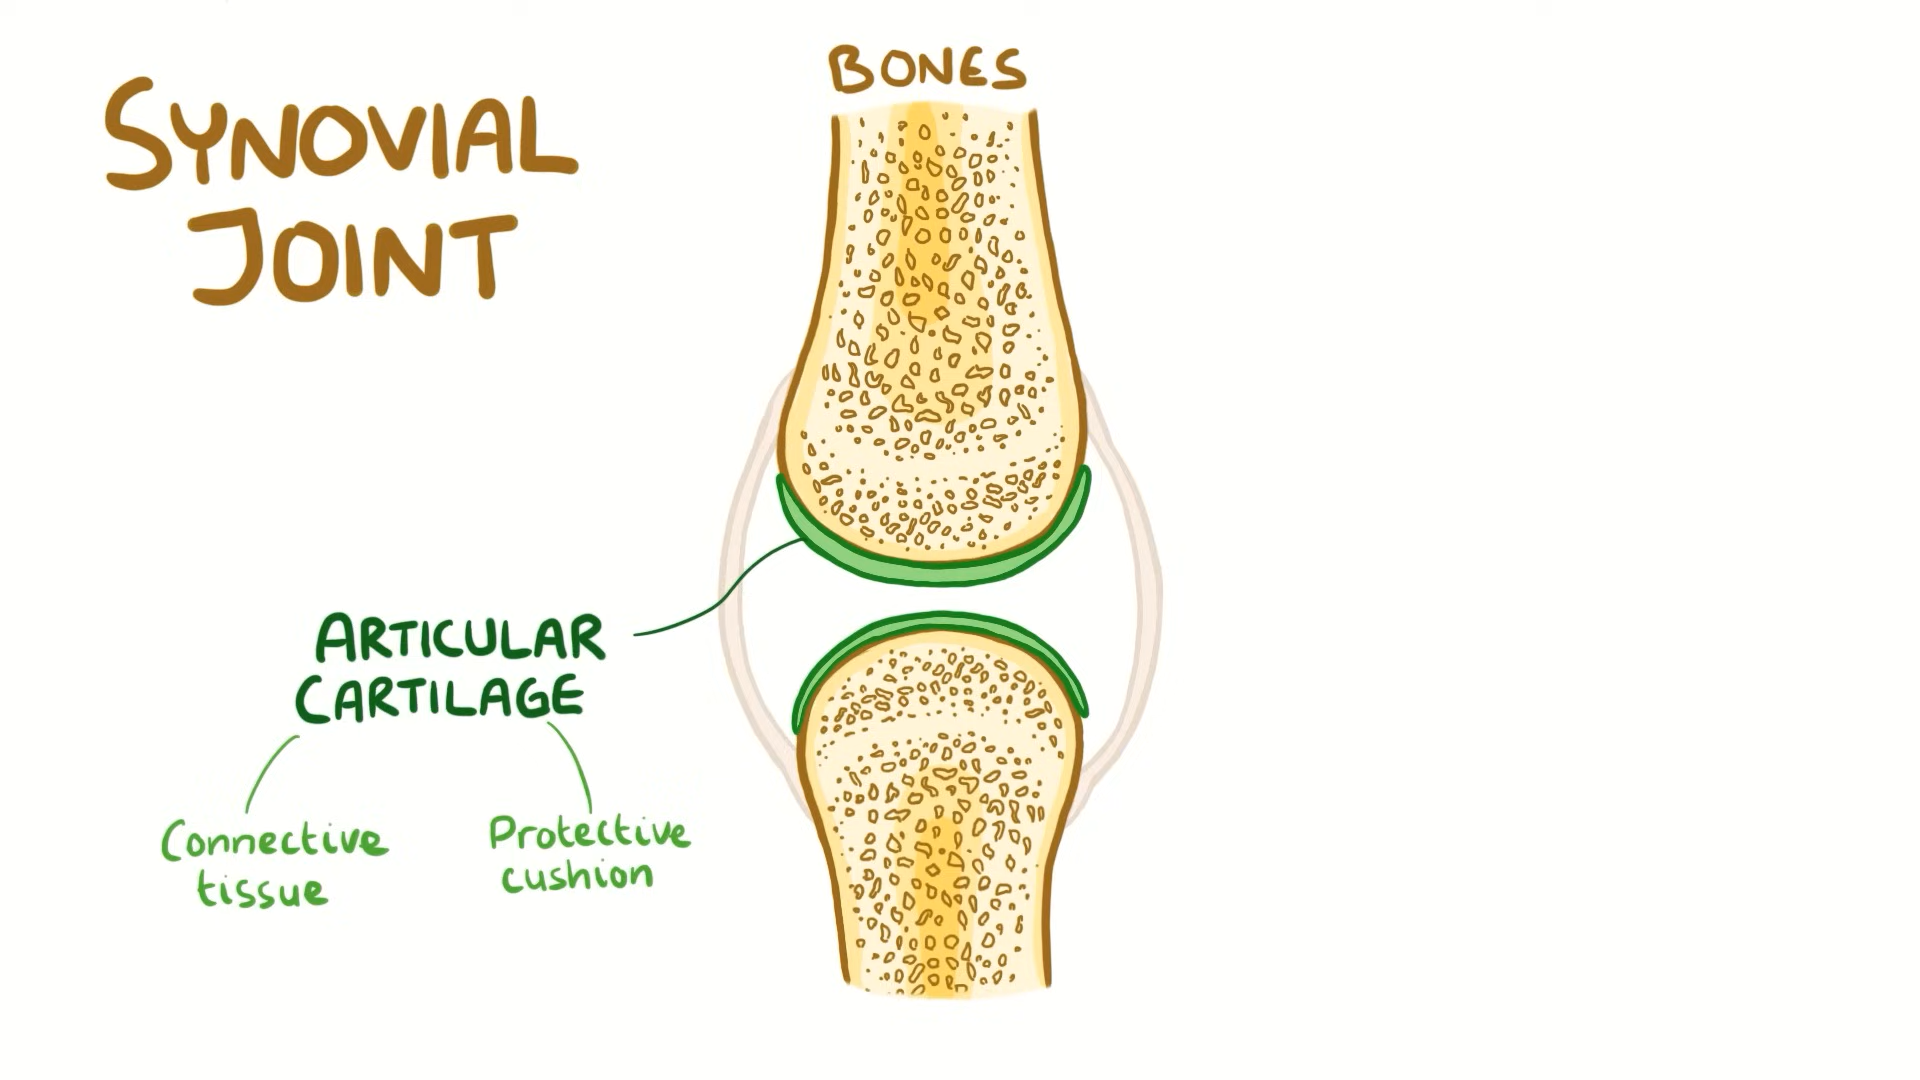 SYNOVIAL
JOINT
BONES
ARTICULAR
CARTILAGE
Connective
tissue
Protective
cushion